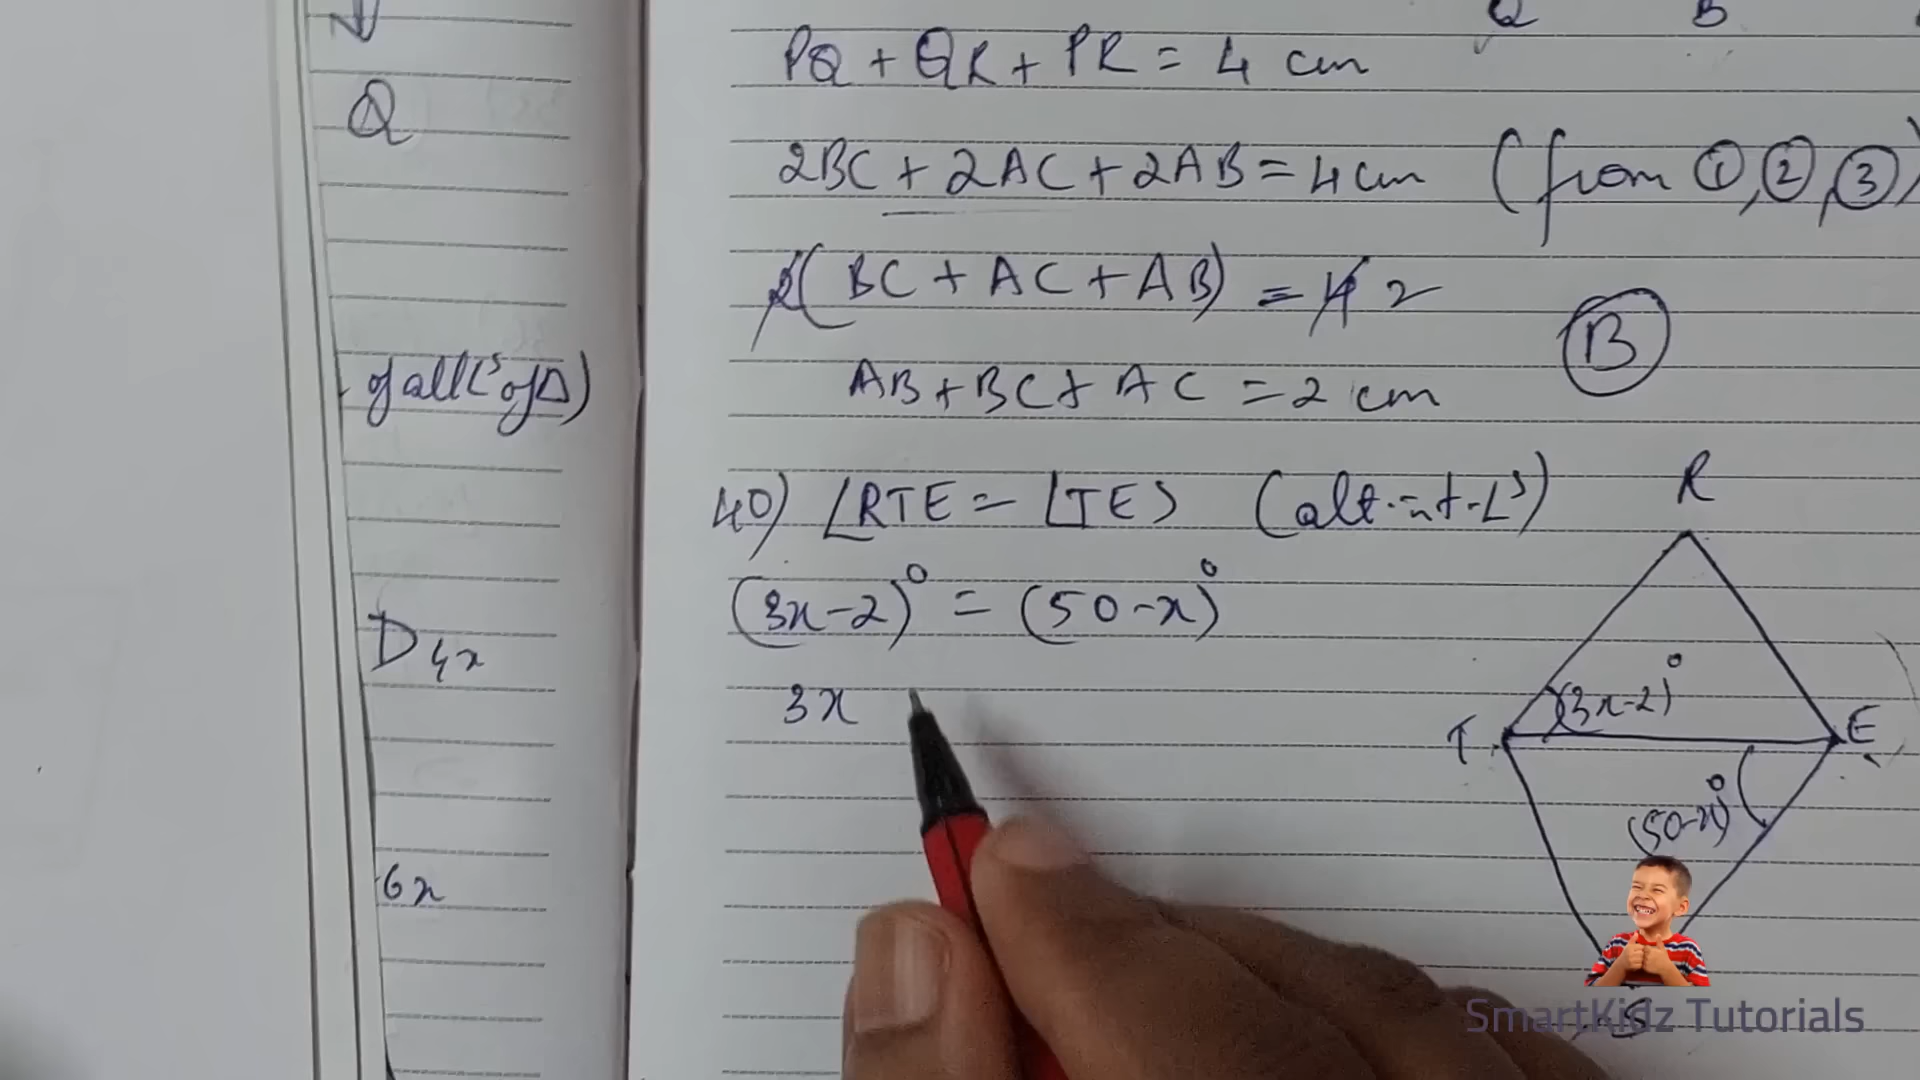 Q
of all ∠s of Δ)
D 4x
6x
Q B
PQ + QR + PR = 4 cm
2BC + 2AC + 2AB = 4 cm (from ①, ②, ③)
2(BC + AC + AB) = 4 2
B
AB + BC + AC = 2 cm
40) ∠RTE = ∠TES (alt-int-∠s)
(3x-2)° = (50-x)°
3x
R
(3x-2)°
T E
(50-x)°
S
SmartKidz Tutorials